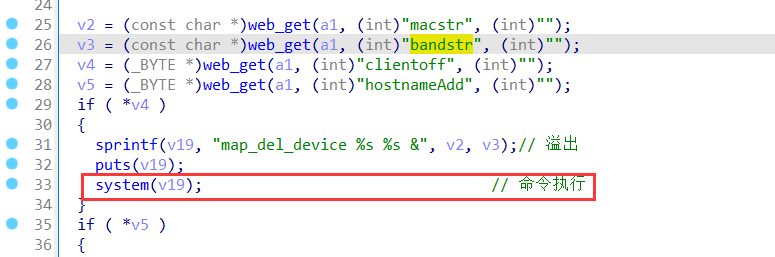 24
25 v2 = (const char *)web_get(a1, (int)"macstr", (int)"");
26 v3 = (const char *)web_get(a1, (int)"bandstr", (int)"");
27 v4 = (_BYTE *)web_get(a1, (int)"clientoff", (int)"");
28 v5 = (_BYTE *)web_get(a1, (int)"hostnameAdd", (int)"");
29 if ( *v4 )
30 {
31 sprintf(v19, "map_del_device %s %s &", v2, v3);// 溢出
32 puts(v19);
33 system(v19); // 命令执行
34 }
35 if ( *v5 )
36 {